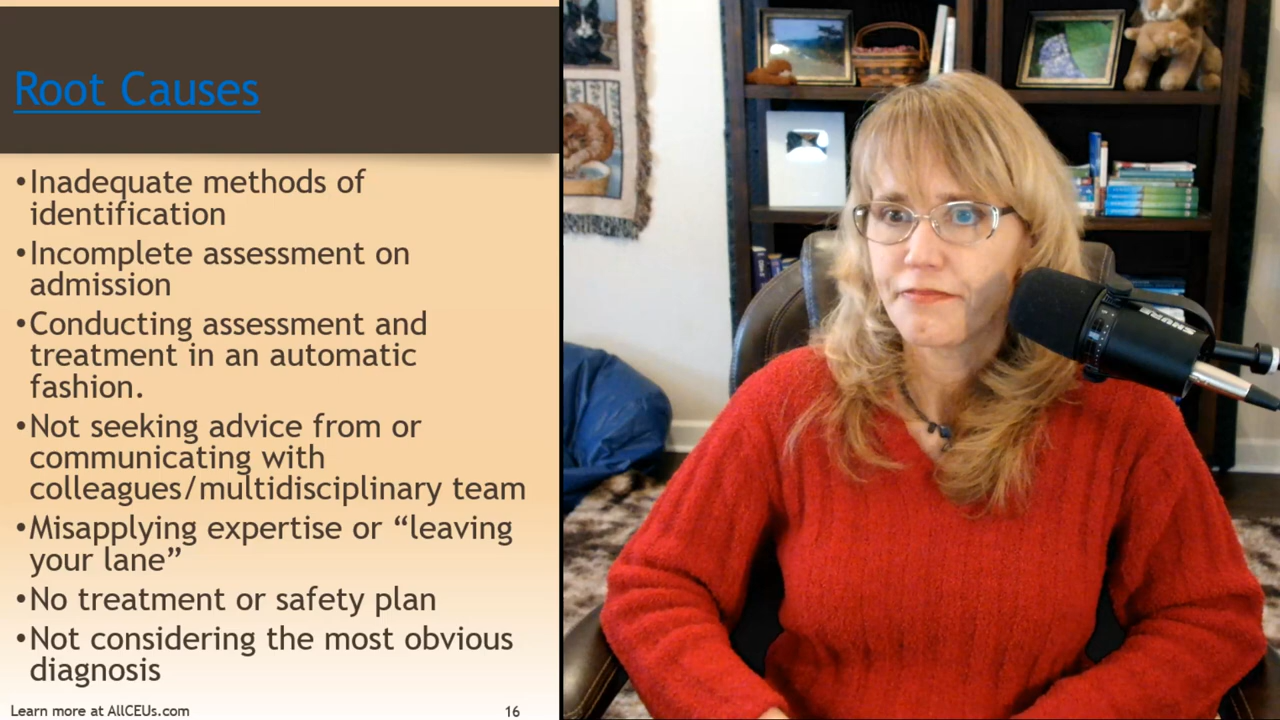 Root Causes
•Inadequate methods of
identification
•Incomplete assessment on
admission
•Conducting assessment and
treatment in an automatic
fashion.
•Not seeking advice from or
communicating with
colleagues/multidisciplinary team
•Misapplying expertise or “leaving
your lane”
•No treatment or safety plan
•Not considering the most obvious
diagnosis
Learn more at AllCEUs.com
16
SHURE